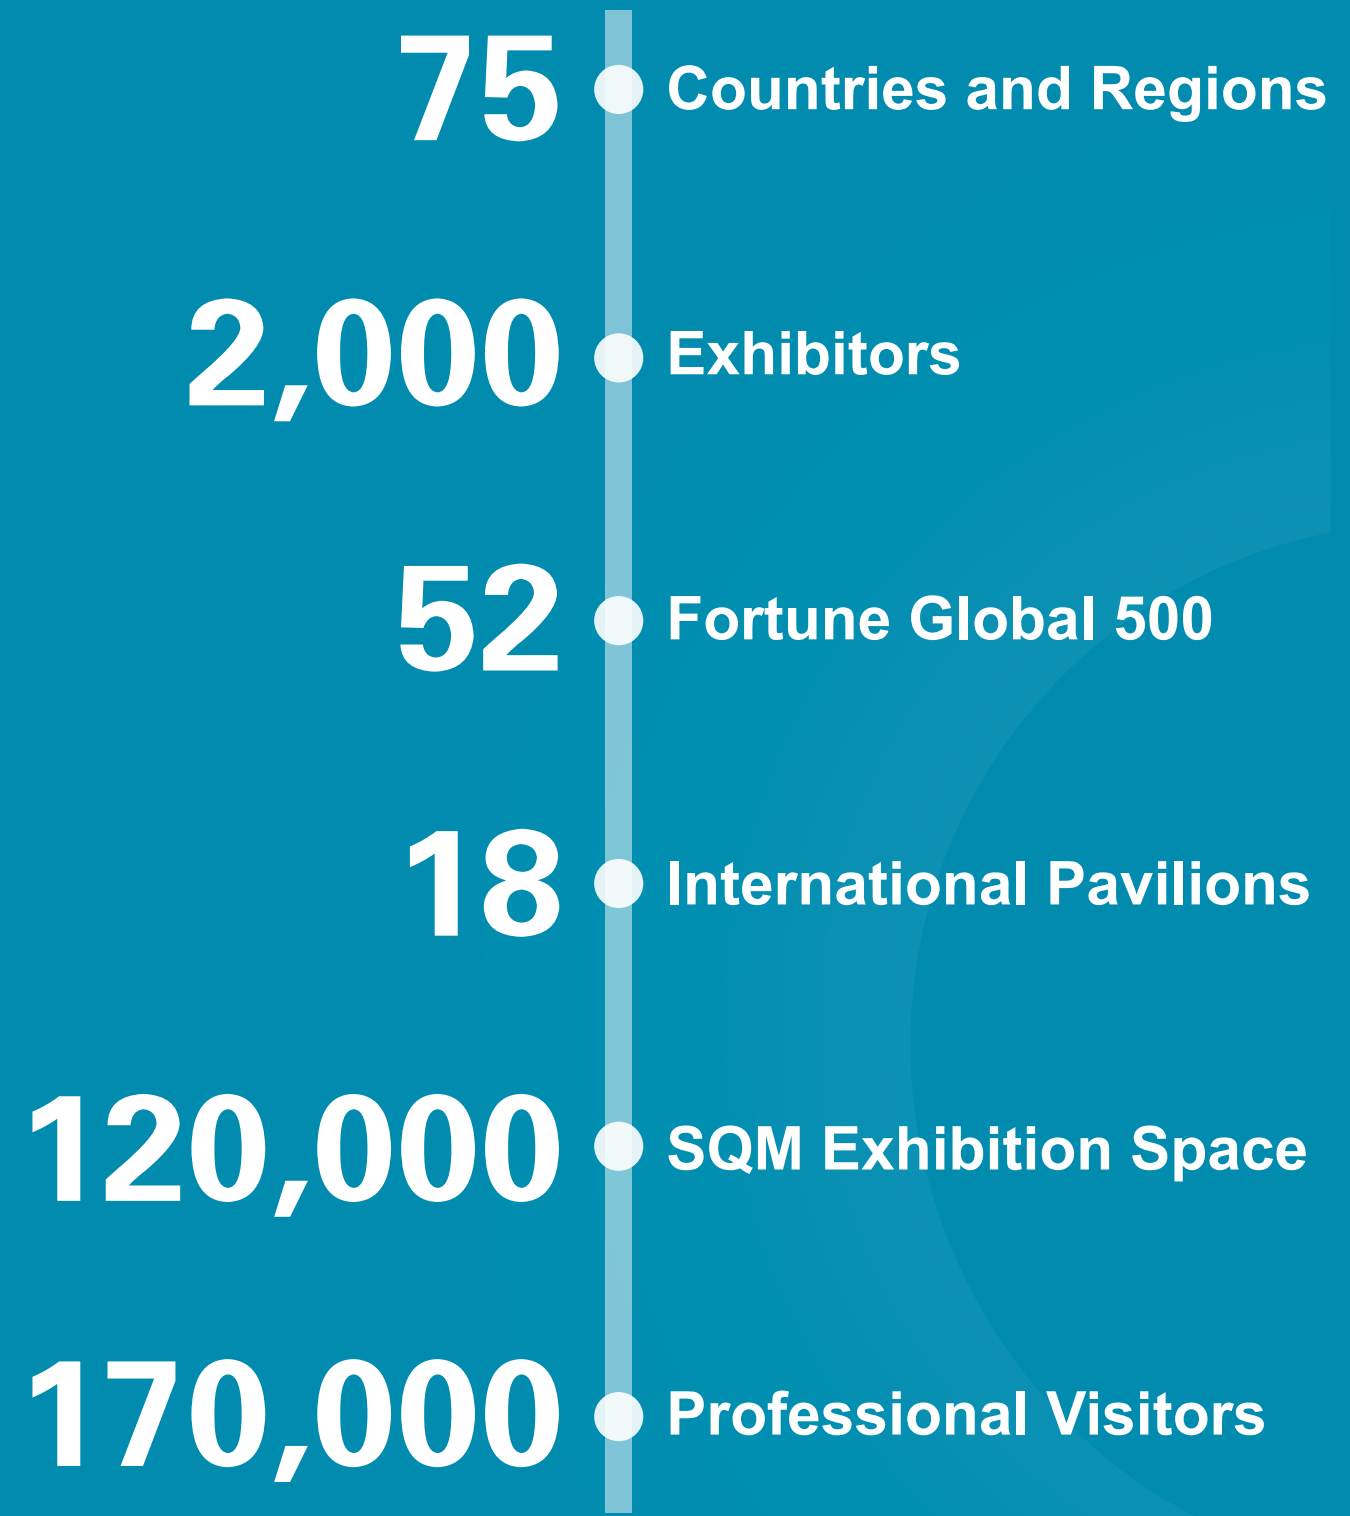 75 Countries and Regions
2,000 Exhibitors
52 Fortune Global 500
18 International Pavilions
120,000 SQM Exhibition Space
170,000 Professional Visitors